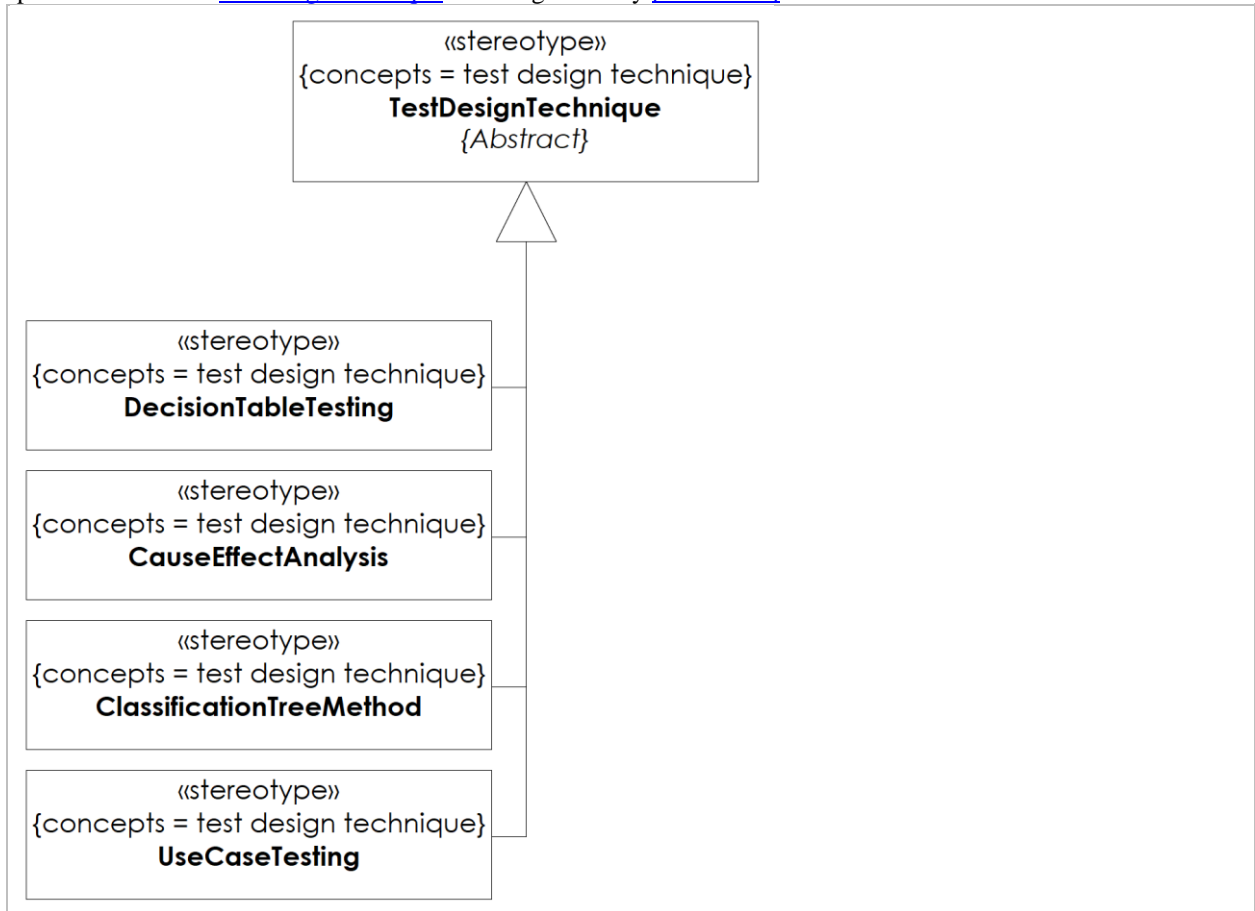 «stereotype»
{concepts = test design technique}
TestDesignTechnique
{Abstract}
«stereotype»
{concepts = test design technique}
DecisionTableTesting
«stereotype»
{concepts = test design technique}
CauseEffectAnalysis
«stereotype»
{concepts = test design technique}
ClassificationTreeMethod
«stereotype»
{concepts = test design technique}
UseCaseTesting